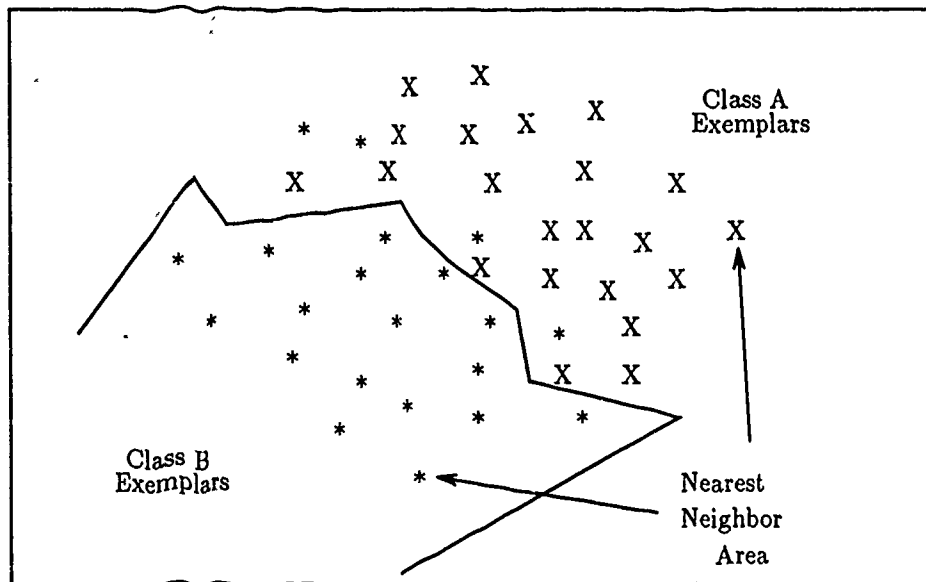 Class A
Exemplars
Class B
Exemplars
Nearest
Neighbor
Area